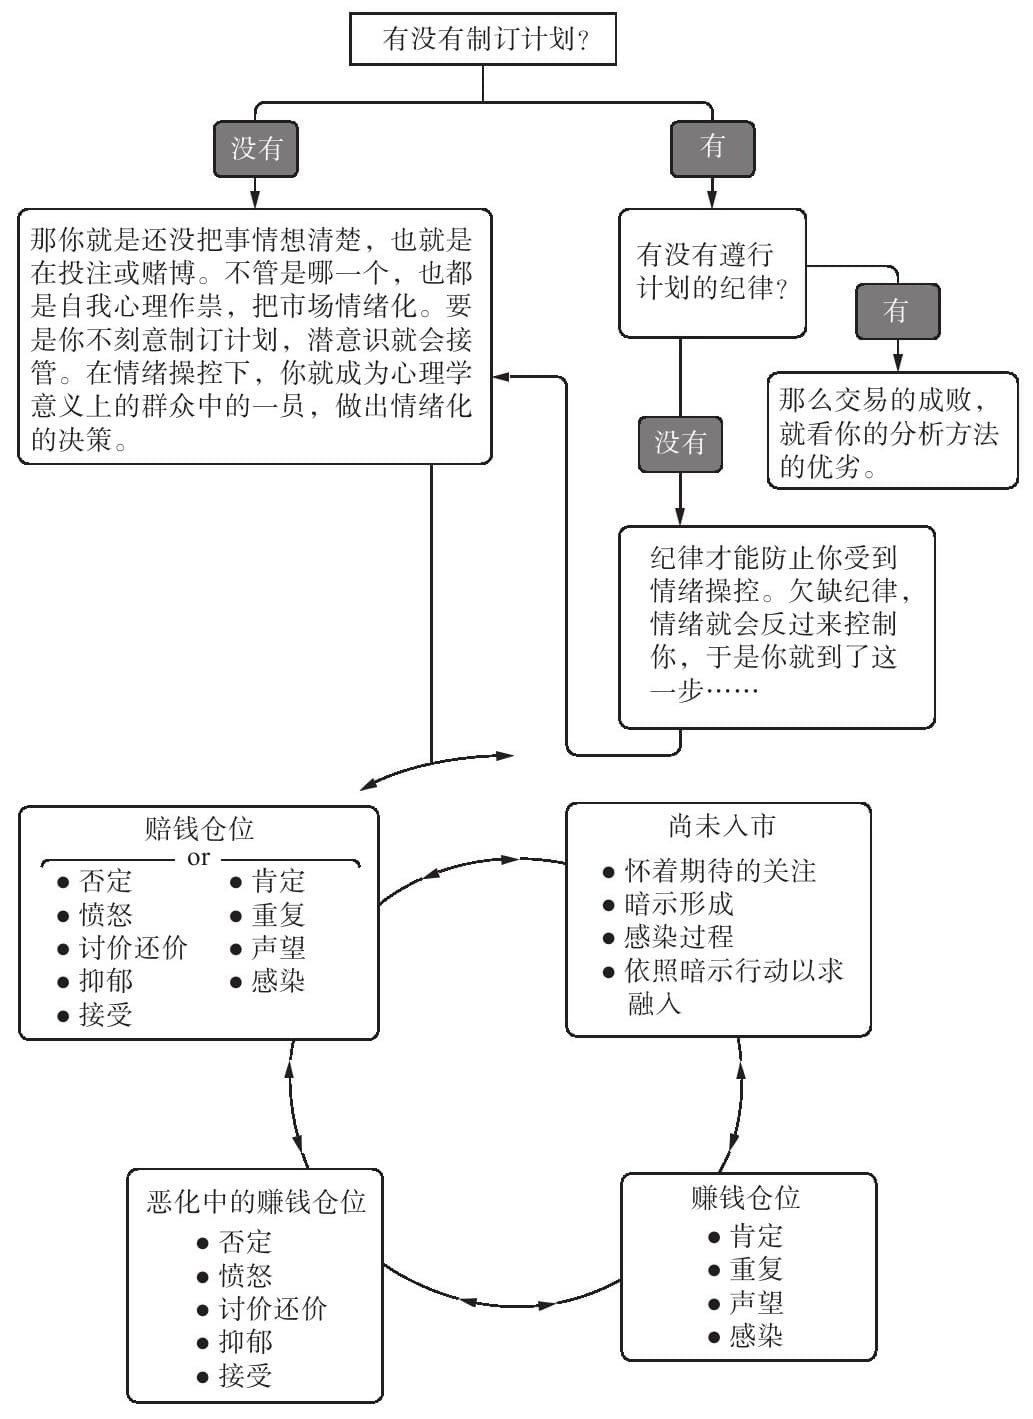 有没有制订计划?
没有
有
那你就是还没把事情想清楚，也就是
在投注或赌博。不管是哪一个，也都
是自我心理作祟，把市场情绪化。要
是你不刻意制订计划，潜意识就会接
管。在情绪操控下，你就成为心理学
意义上的群众中的一员，做出情绪化
的决策。
有没有遵行
计划的纪律?
有
那么交易的成败，
就看你的分析方法
的优劣。
没有
纪律才能防止你受到
情绪操控。欠缺纪律，
情绪就会反过来控制
你，于是你就到了这
一步……
赔钱仓位
or
● 否定
● 愤怒
● 讨价还价
● 抑郁
● 接受
● 肯定
● 重复
● 声望
● 感染
尚未入市
● 怀着期待的关注
● 暗示形成
● 感染过程
● 依照暗示行动以求
融入
恶化中的赚钱仓位
● 否定
● 愤怒
● 讨价还价
● 抑郁
● 接受
赚钱仓位
● 肯定
● 重复
● 声望
● 感染